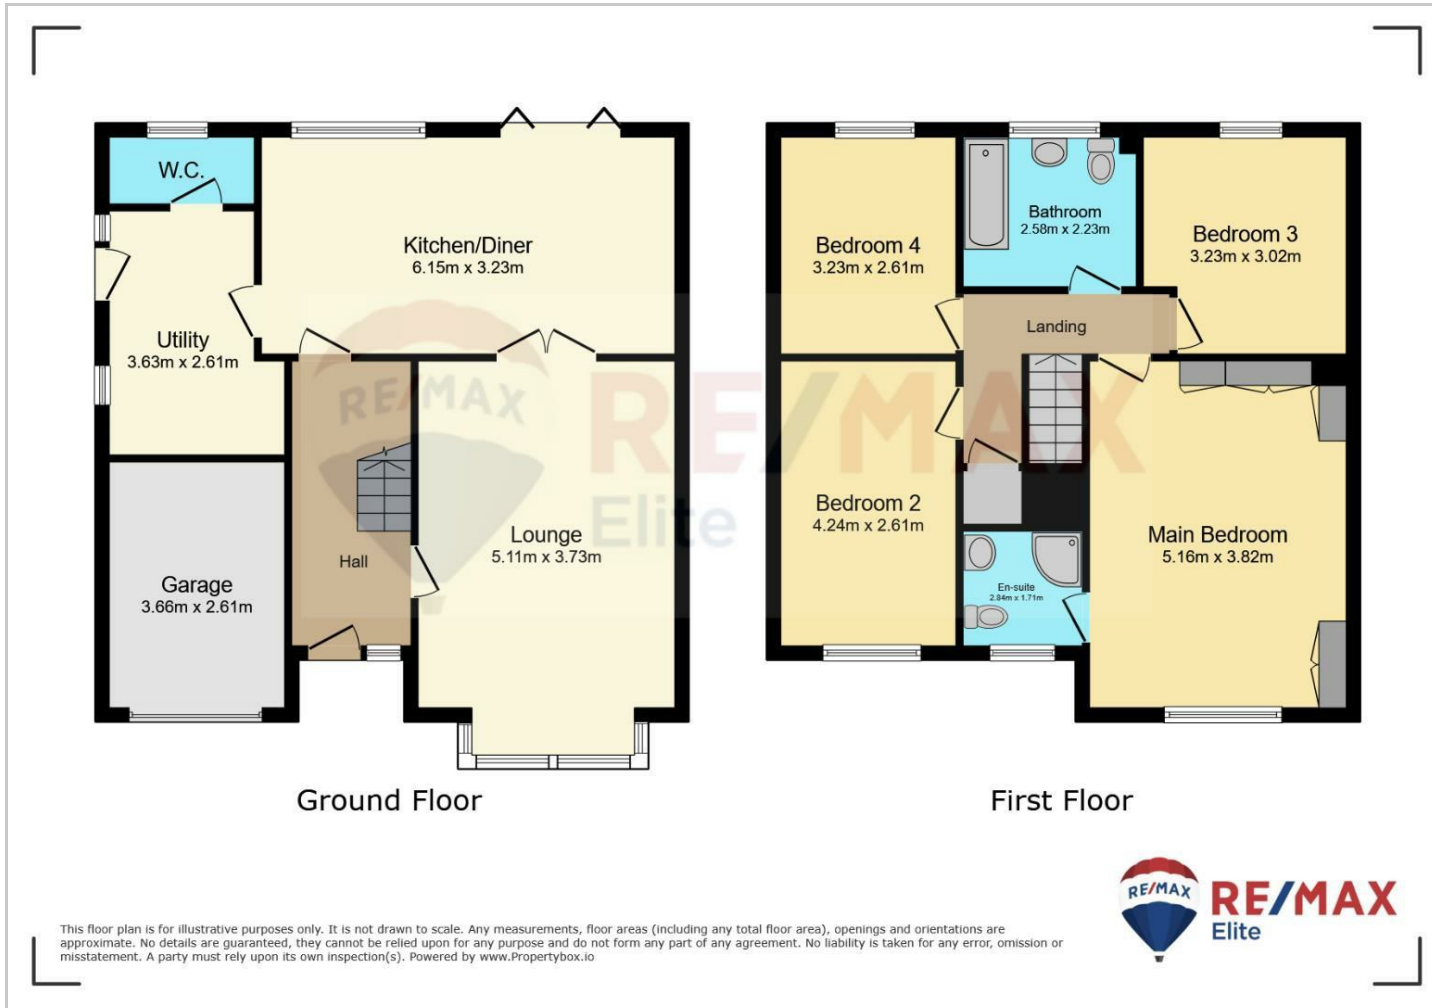 W.C.
Kitchen/Diner
6.15m x 3.23m
Utility
3.63m x 2.61m
Garage
3.66m x 2.61m
Hall
Lounge
5.11m x 3.73m
Ground Floor
Bedroom 4
3.23m x 2.61m
Bathroom
2.58m x 2.23m
Bedroom 3
3.23m x 3.02m
Landing
Bedroom 2
4.24m x 2.61m
En-suite
2.84m x 1.71m
Main Bedroom
5.16m x 3.82m
First Floor
RE/MAX
RE/MAX
Elite
RE/MAX
RE/MAX
Elite
This floor plan is for illustrative purposes only. It is not drawn to scale. Any measurements, floor areas (including any total floor area), openings and orientations are
approximate. No details are guaranteed, they cannot be relied upon for any purpose and do not form any part of any agreement. No liability is taken for any error, omission or
misstatement. A party must rely upon its own inspection(s). Powered by www.Propertybox.io